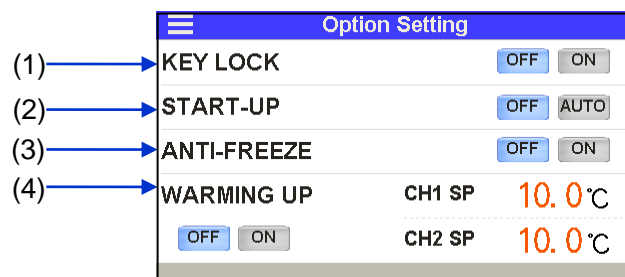 Option Setting
(1) KEY LOCK OFF ON
(2) START-UP OFF AUTO
(3) ANTI-FREEZE OFF ON
(4) WARMING UP CH1 SP 10.0℃
OFF ON CH2 SP 10.0℃